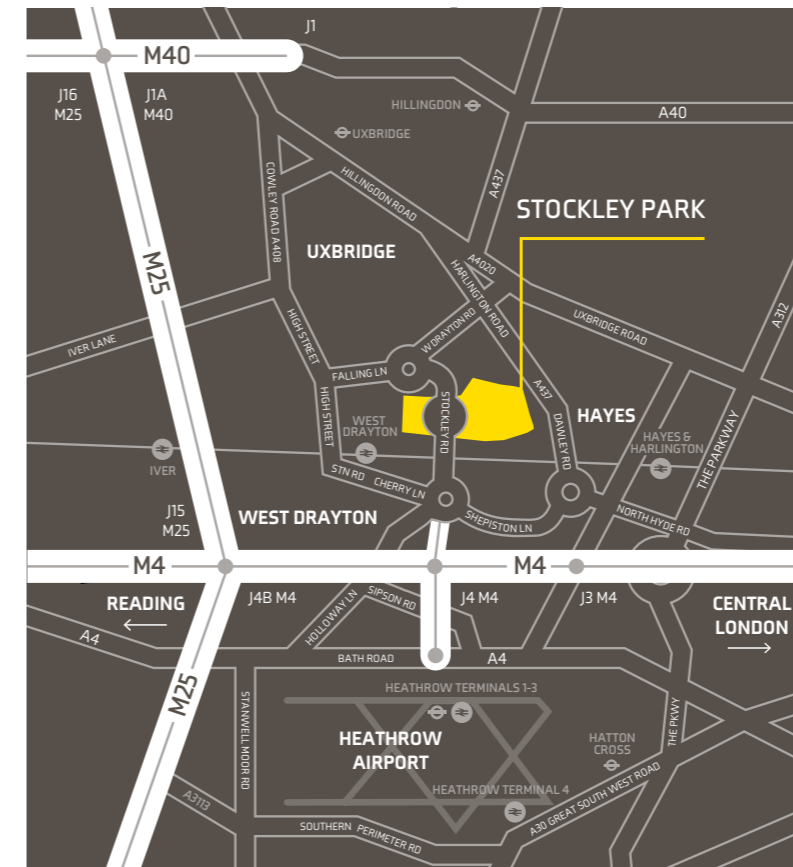 J1
M40
J16
M25
J1A
M40
HILLINGDON
A40
UXBRIDGE
COWLEY ROAD A408
HILLINGDON ROAD
A437
STOCKLEY PARK
UXBRIDGE
A4020
M25
HARLINGTON ROAD
W DRAYTON RD
UXBRIDGE ROAD
A312
IVER LANE
HIGH STREET
FALLING LN
HIGH STREET
STOCKLEY RD
A437
WEST
DRAYTON
HAYES
DAWLEY RD
HAYES &
HARLINGTON
THE PARKWAY
IVER
STN RD
CHERRY LN
J15
M25
WEST DRAYTON
SHEPISTON LN
NORTH HYDE RD
M4
M4
READING
J4B M4
HOLLOWAY LN
SIPSON RD
J4 M4
J3 M4
CENTRAL
LONDON
A4
BATH ROAD
A4
M25
STANWELL MOOR RD
HEATHROW TERMINALS 1-3
THE PKWY
HEATHROW
AIRPORT
HATTON
CROSS
A3113
HEATHROW TERMINAL 4
A30 GREAT SOUTH WEST ROAD
SOUTHERN PERIMETER RD